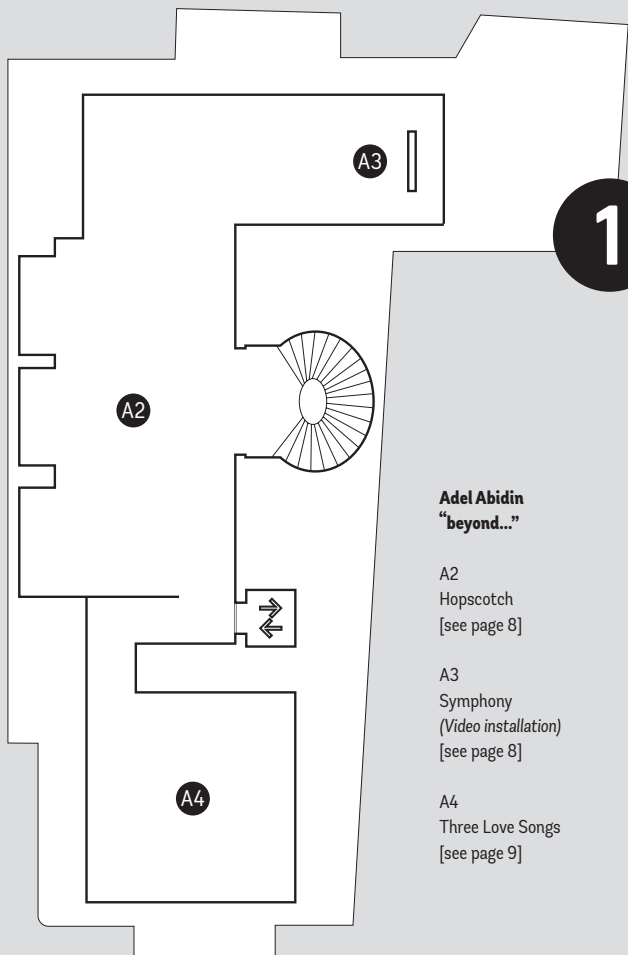 A3
1
A2
A4
Adel Abidin
“beyond...”
A2
Hopscotch
[see page 8]
A3
Symphony
(Video installation)
[see page 8]
A4
Three Love Songs
[see page 9]